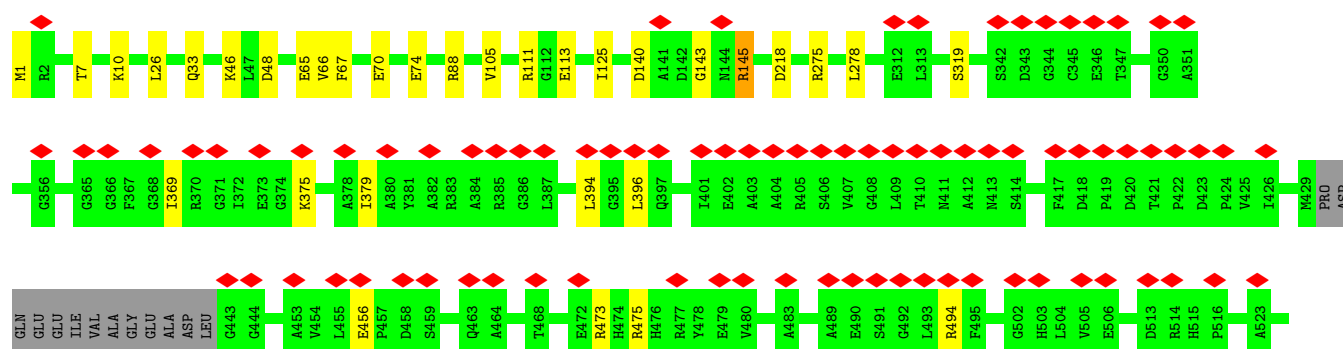 M1 R2 T7 K10 L26 Q33 K46 L47 D48 E65 V66 F67 E70 E74 R88 V105 R111 G112 E113 I125 D140 A141 D142 G143 N144 R145 D218 R275 L278 E312 L313 S319 S342 D343 G344 C345 E346 T347 G350 A351
G356 G365 G366 F367 G368 I369 R370 G371 I372 E373 G374 K375 A378 I379 A380 Y381 A382 R383 A384 R385 G386 L387 L394 G395 L396 Q397 I401 E402 A403 A404 R405 S406 V407 G408 L409 T410 N411 A412 N413 S414 F417 D418 P419 D420 T421 P422 D423 P424 V425 I426 M429 PRO ASP
GLN GLU GLU ILE VAL ALA GLY GLU ALA ASP LEU G443 G444 A453 V454 L455 E456 P457 D458 S459 Q463 A464 T468 E472 R473 H474 R475 H476 R477 Y478 E479 V480 A483 A489 E490 S491 G492 L493 R494 F495 G502 H503 L504 V505 E506 D513 R514 H515 P516 A523